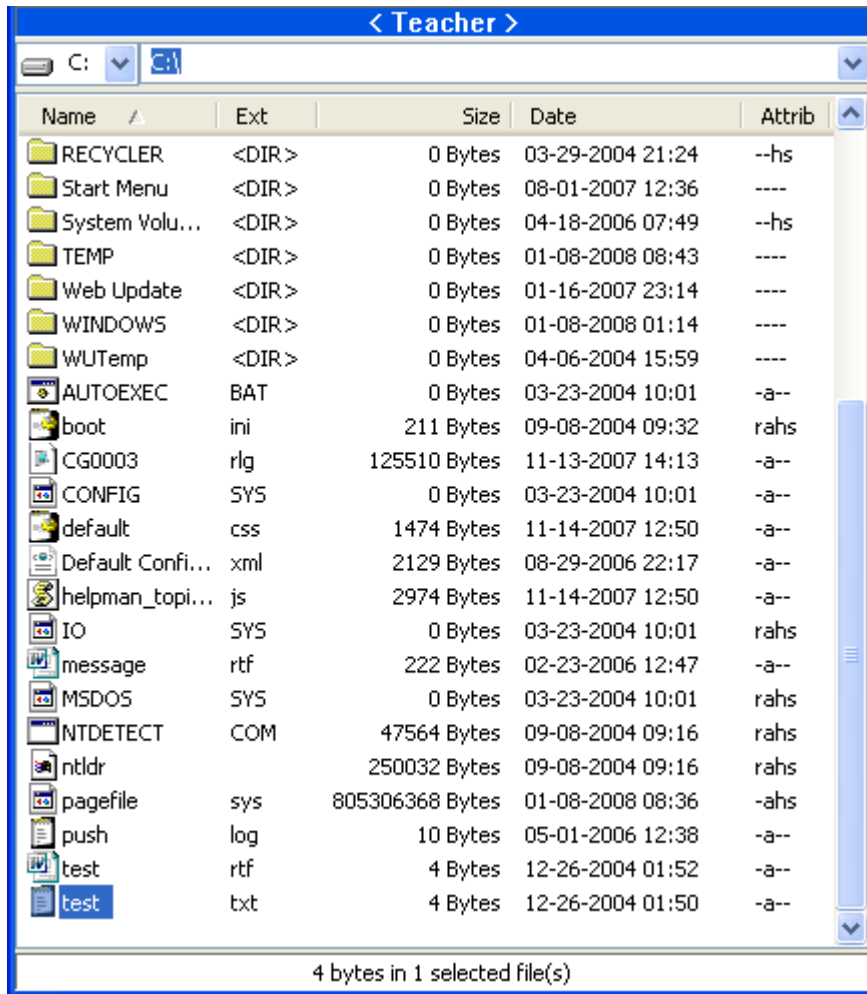 < Teacher >
C: C:\
Name Ext Size Date Attrib
RECYCLER <DIR> 0 Bytes 03-29-2004 21:24 --hs
Start Menu <DIR> 0 Bytes 08-01-2007 12:36 ----
System Volu... <DIR> 0 Bytes 04-18-2006 07:49 --hs
TEMP <DIR> 0 Bytes 01-08-2008 08:43 ----
Web Update <DIR> 0 Bytes 01-16-2007 23:14 ----
WINDOWS <DIR> 0 Bytes 01-08-2008 01:14 ----
WUTemp <DIR> 0 Bytes 04-06-2004 15:59 ----
AUTOEXEC BAT 0 Bytes 03-23-2004 10:01 -a--
boot ini 211 Bytes 09-08-2004 09:32 rahs
CG0003 rlg 125510 Bytes 11-13-2007 14:13 -a--
CONFIG SYS 0 Bytes 03-23-2004 10:01 -a--
default css 1474 Bytes 11-14-2007 12:50 -a--
Default Confi... xml 2129 Bytes 08-29-2006 22:17 -a--
helpman_topi... js 2974 Bytes 11-14-2007 12:50 -a--
IO SYS 0 Bytes 03-23-2004 10:01 rahs
message rtf 222 Bytes 02-23-2006 12:47 -a--
MSDOS SYS 0 Bytes 03-23-2004 10:01 rahs
NTDETECT COM 47564 Bytes 09-08-2004 09:16 rahs
ntldr 250032 Bytes 09-08-2004 09:16 rahs
pagefile sys 805306368 Bytes 01-08-2008 08:36 -ahs
push log 10 Bytes 05-01-2006 12:38 -a--
test rtf 4 Bytes 12-26-2004 01:52 -a--
test txt 4 Bytes 12-26-2004 01:50 -a--
4 bytes in 1 selected file(s)